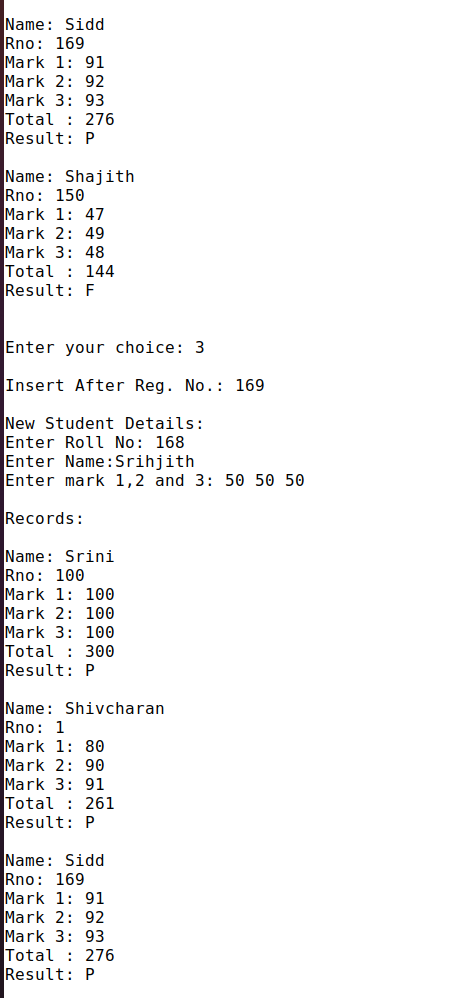 Name: Sidd
Rno: 169
Mark 1: 91
Mark 2: 92
Mark 3: 93
Total : 276
Result: P
Name: Shajith
Rno: 150
Mark 1: 47
Mark 2: 49
Mark 3: 48
Total : 144
Result: F
Enter your choice: 3
Insert After Reg. No.: 169
New Student Details:
Enter Roll No: 168
Enter Name:Srihjith
Enter mark 1,2 and 3: 50 50 50
Records:
Name: Srini
Rno: 100
Mark 1: 100
Mark 2: 100
Mark 3: 100
Total : 300
Result: P
Name: Shivcharan
Rno: 1
Mark 1: 80
Mark 2: 90
Mark 3: 91
Total : 261
Result: P
Name: Sidd
Rno: 169
Mark 1: 91
Mark 2: 92
Mark 3: 93
Total : 276
Result: P